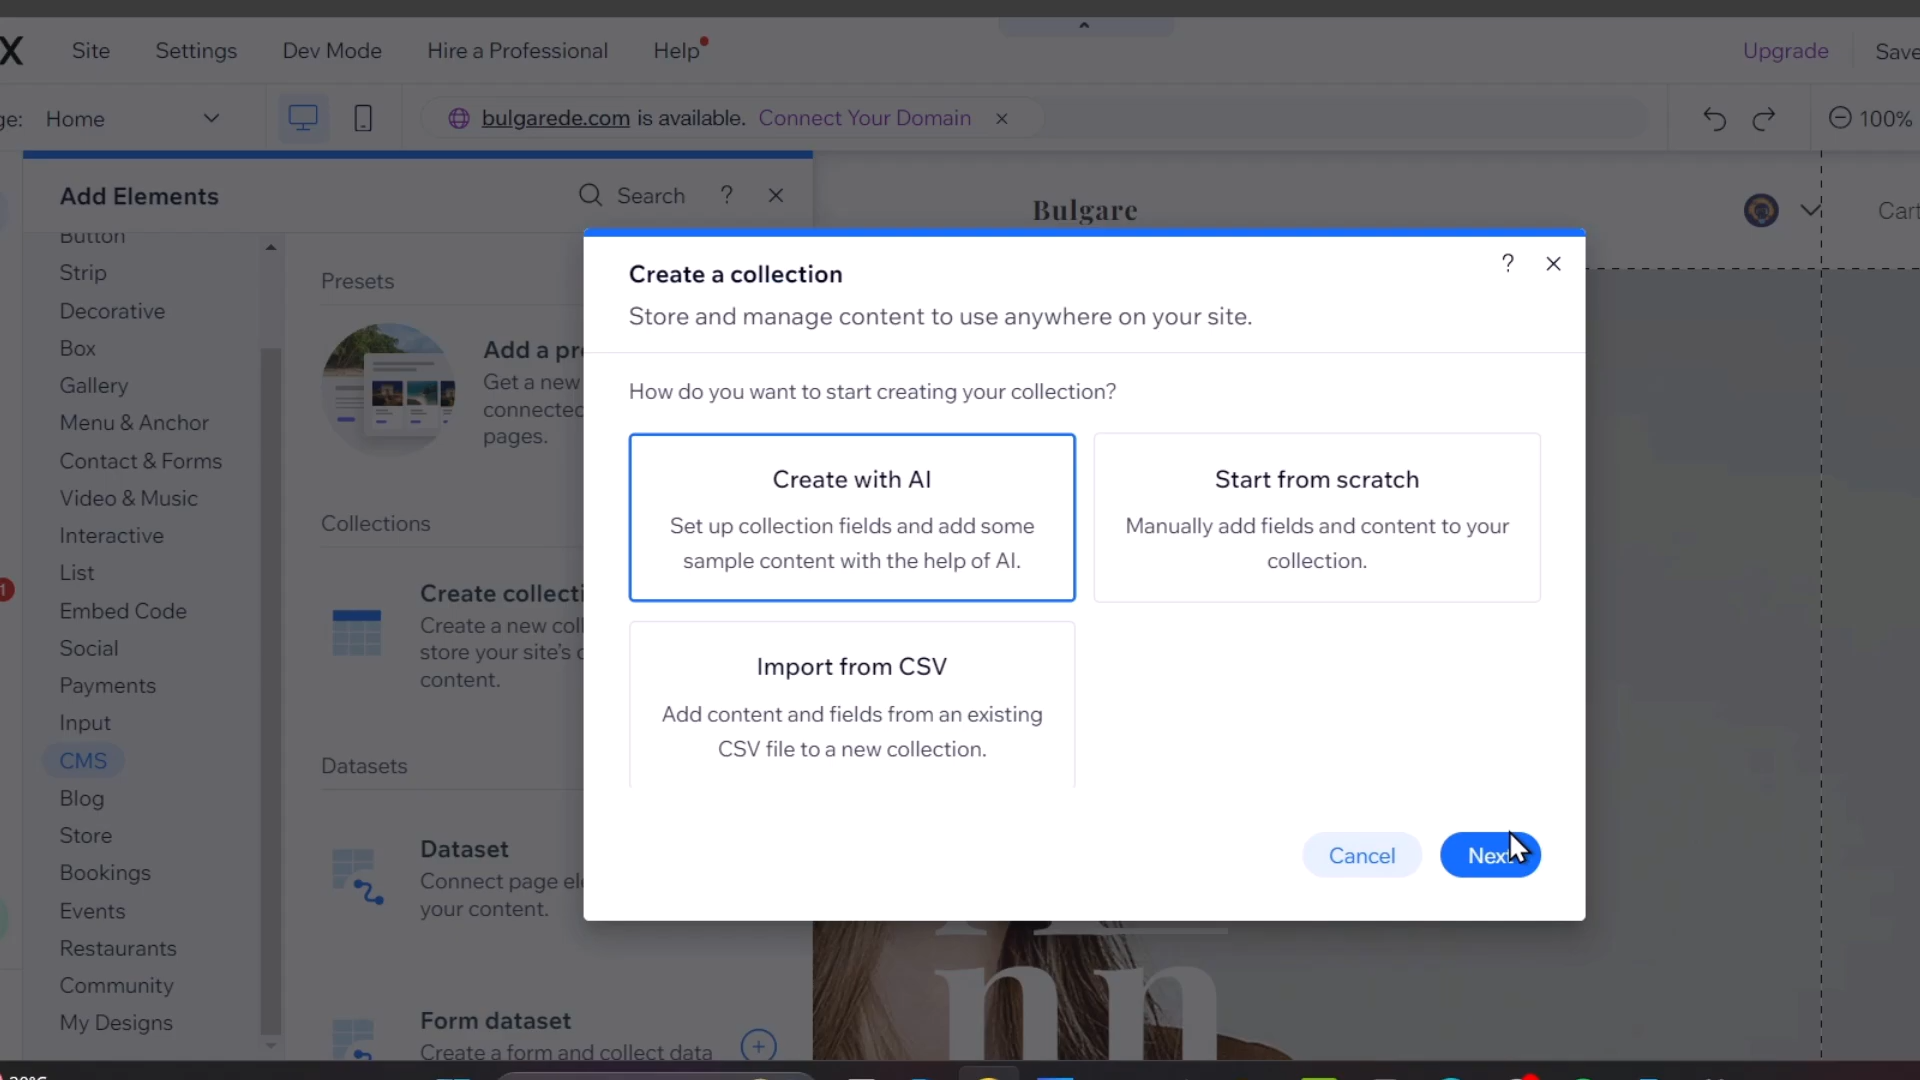 X Site Settings Dev Mode Hire a Professional Help Upgrade Save
ge: Home bulgarede.com is available. Connect Your Domain 100%
Add Elements Search ?
Bulgare
Cart
Button
Strip
Decorative
Box
Gallery
Menu & Anchor
Contact & Forms
Video & Music
Interactive
List
Embed Code
Social
Payments
Input
CMS
Blog
Store
Bookings
Events
Restaurants
Community
My Designs
1
Presets
Add a pre
Get a new
connected
pages.
Collections
Create collecti
Create a new coll
store your site's c
content.
Datasets
Dataset
Connect page ele
your content.
Form dataset
Create a form and collect data
Create a collection
?
Store and manage content to use anywhere on your site.
How do you want to start creating your collection?
Create with AI
Set up collection fields and add some
sample content with the help of AI.
Start from scratch
Manually add fields and content to your
collection.
Import from CSV
Add content and fields from an existing
CSV file to a new collection.
Cancel
Next
nn